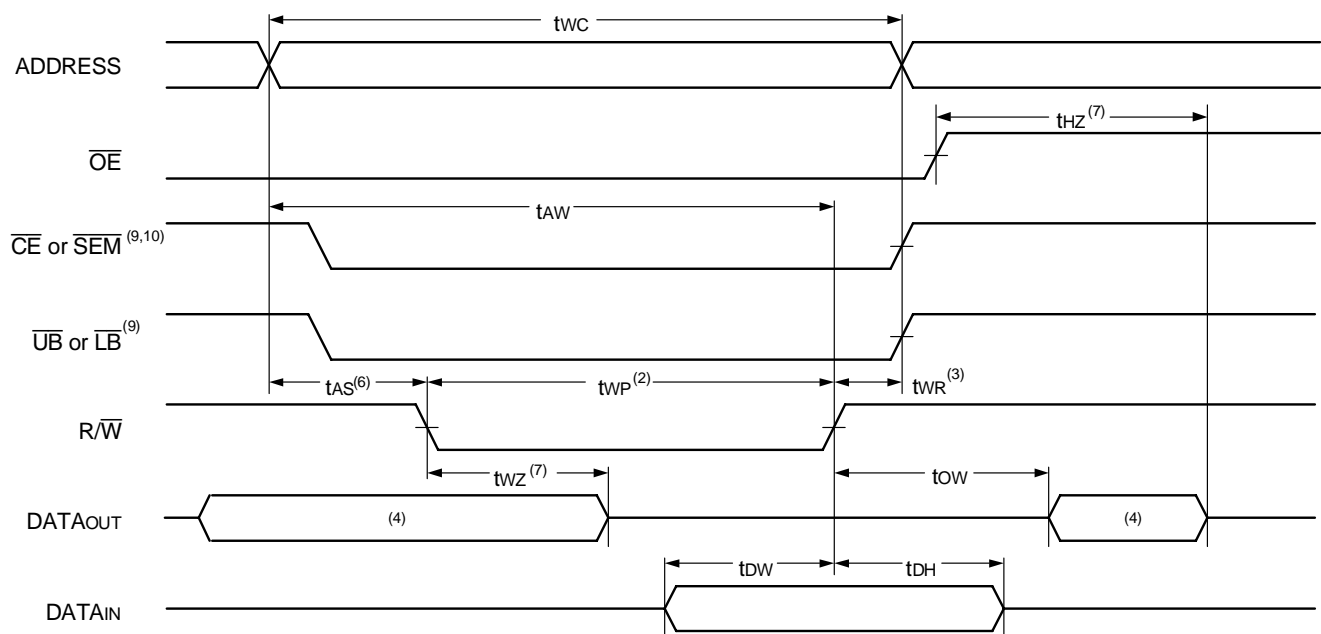 tWC
ADDRESS
tHZ(7)
OE
tAW
CE or SEM (9,10)
UB or LB(9)
tAS(6)
tWP(2)
tWR(3)
R/W
tWZ(7)
tOW
DATAOUT
(4)
(4)
tDW
tDH
DATAIN